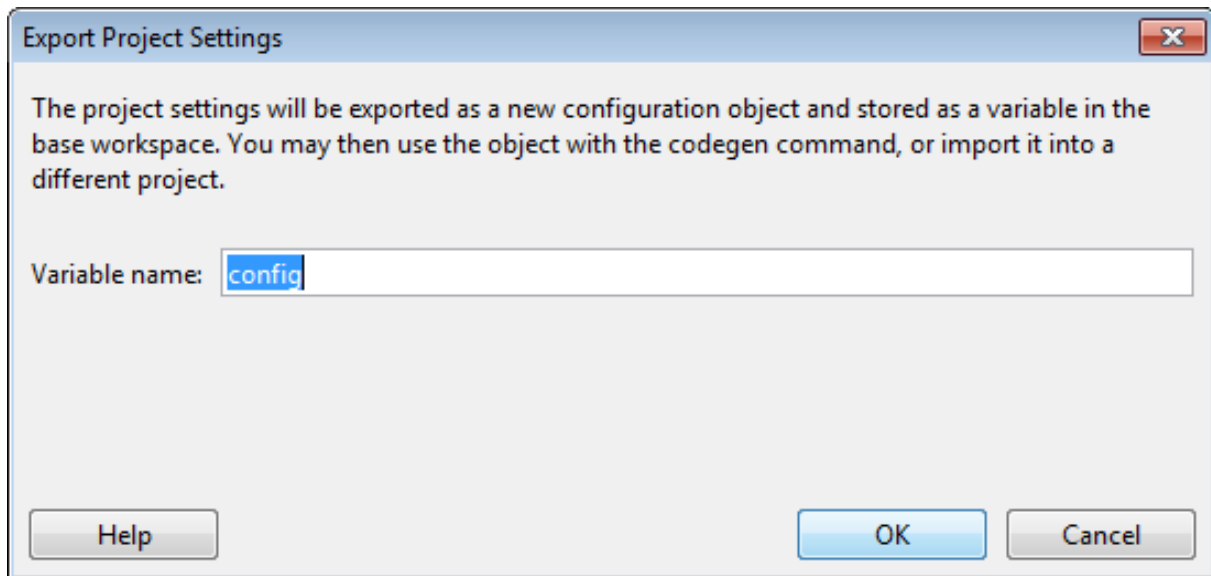 Export Project Settings
The project settings will be exported as a new configuration object and stored as a variable in the
base workspace. You may then use the object with the codegen command, or import it into a
different project.
Variable name: config
Help OK Cancel